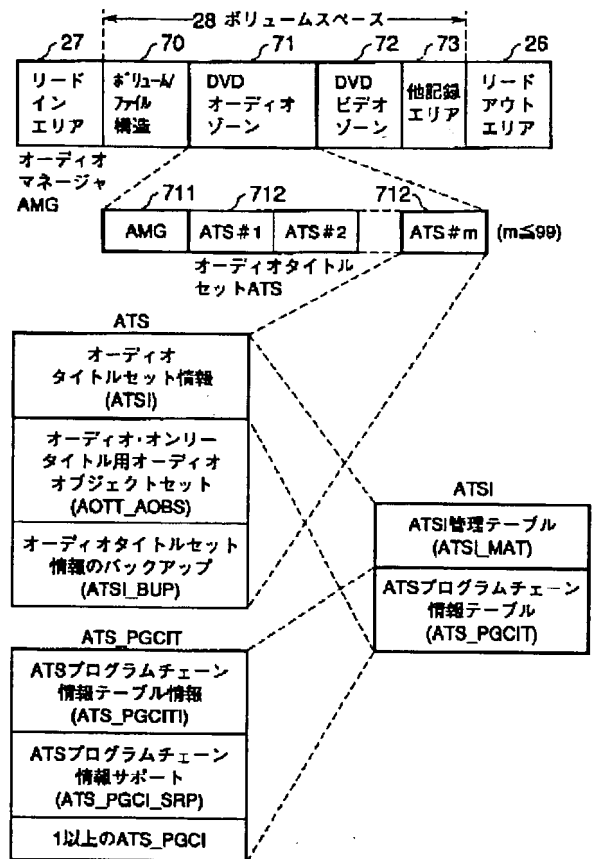 28 ボリュームスペース
27 70 71 72 73 26
リード
イン
エリア
ボリューム/
ファイル
構造
DVD
オーディオ
ゾーン
DVD
ビデオ
ゾーン
他記録
エリア
リード
アウト
エリア
オーディオ
マネージャ
AMG
711 712 712
AMG ATS#1 ATS#2 ATS#m (m≦99)
オーディオタイトル
セットATS
ATS
オーディオ
タイトルセット情報
(ATSI)
オーディオ・オンリー
タイトル用オーディオ
オブジェクトセット
(AOTT_AOBS)
オーディオタイトルセット
情報のバックアップ
(ATSI_BUP)
ATSI
ATSI管理テーブル
(ATSI_MAT)
ATSプログラムチェーン
情報テーブル
(ATS_PGCIT)
ATS_PGCIT
ATSプログラムチェーン
情報テーブル情報
(ATS_PGCITI)
ATSプログラムチェーン
情報サポート
(ATS_PGCI_SRP)
1以上のATS_PGCI